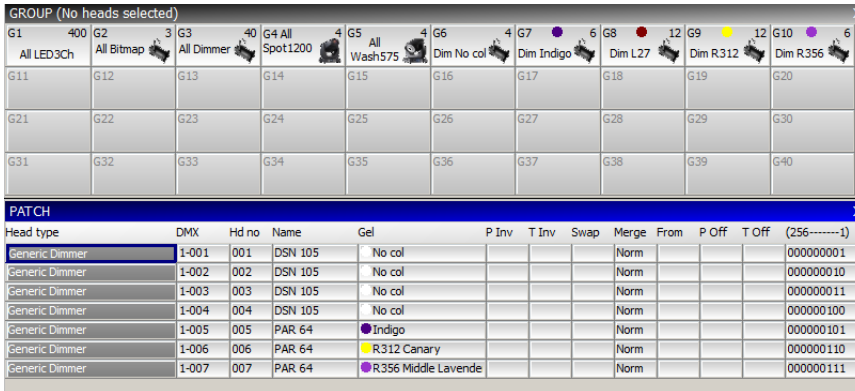 GROUP (No heads selected)
G1 400 G2 3 G3 40 G4 All 4 G5 4 G6 4 G7 6 G8 12 G9 12 G10 6
All LED3Ch All Bitmap All Dimmer Spot1200 All Wash575 Dim No col Dim Indigo Dim L27 Dim R312 Dim R356
G11 G12 G13 G14 G15 G16 G17 G18 G19 G20
G21 G22 G23 G24 G25 G26 G27 G28 G29 G30
G31 G32 G33 G34 G35 G36 G37 G38 G39 G40
PATCH
Head type DMX Hd no Name Gel P Inv T Inv Swap Merge From P Off T Off (256-------1)
Generic Dimmer 1-001 001 DSN 105 No col Norm 000000001
Generic Dimmer 1-002 002 DSN 105 No col Norm 000000010
Generic Dimmer 1-003 003 DSN 105 No col Norm 000000011
Generic Dimmer 1-004 004 DSN 105 No col Norm 000000100
Generic Dimmer 1-005 005 PAR 64 Indigo Norm 000000101
Generic Dimmer 1-006 006 PAR 64 R312 Canary Norm 000000110
Generic Dimmer 1-007 007 PAR 64 R356 Middle Lavende Norm 000000111